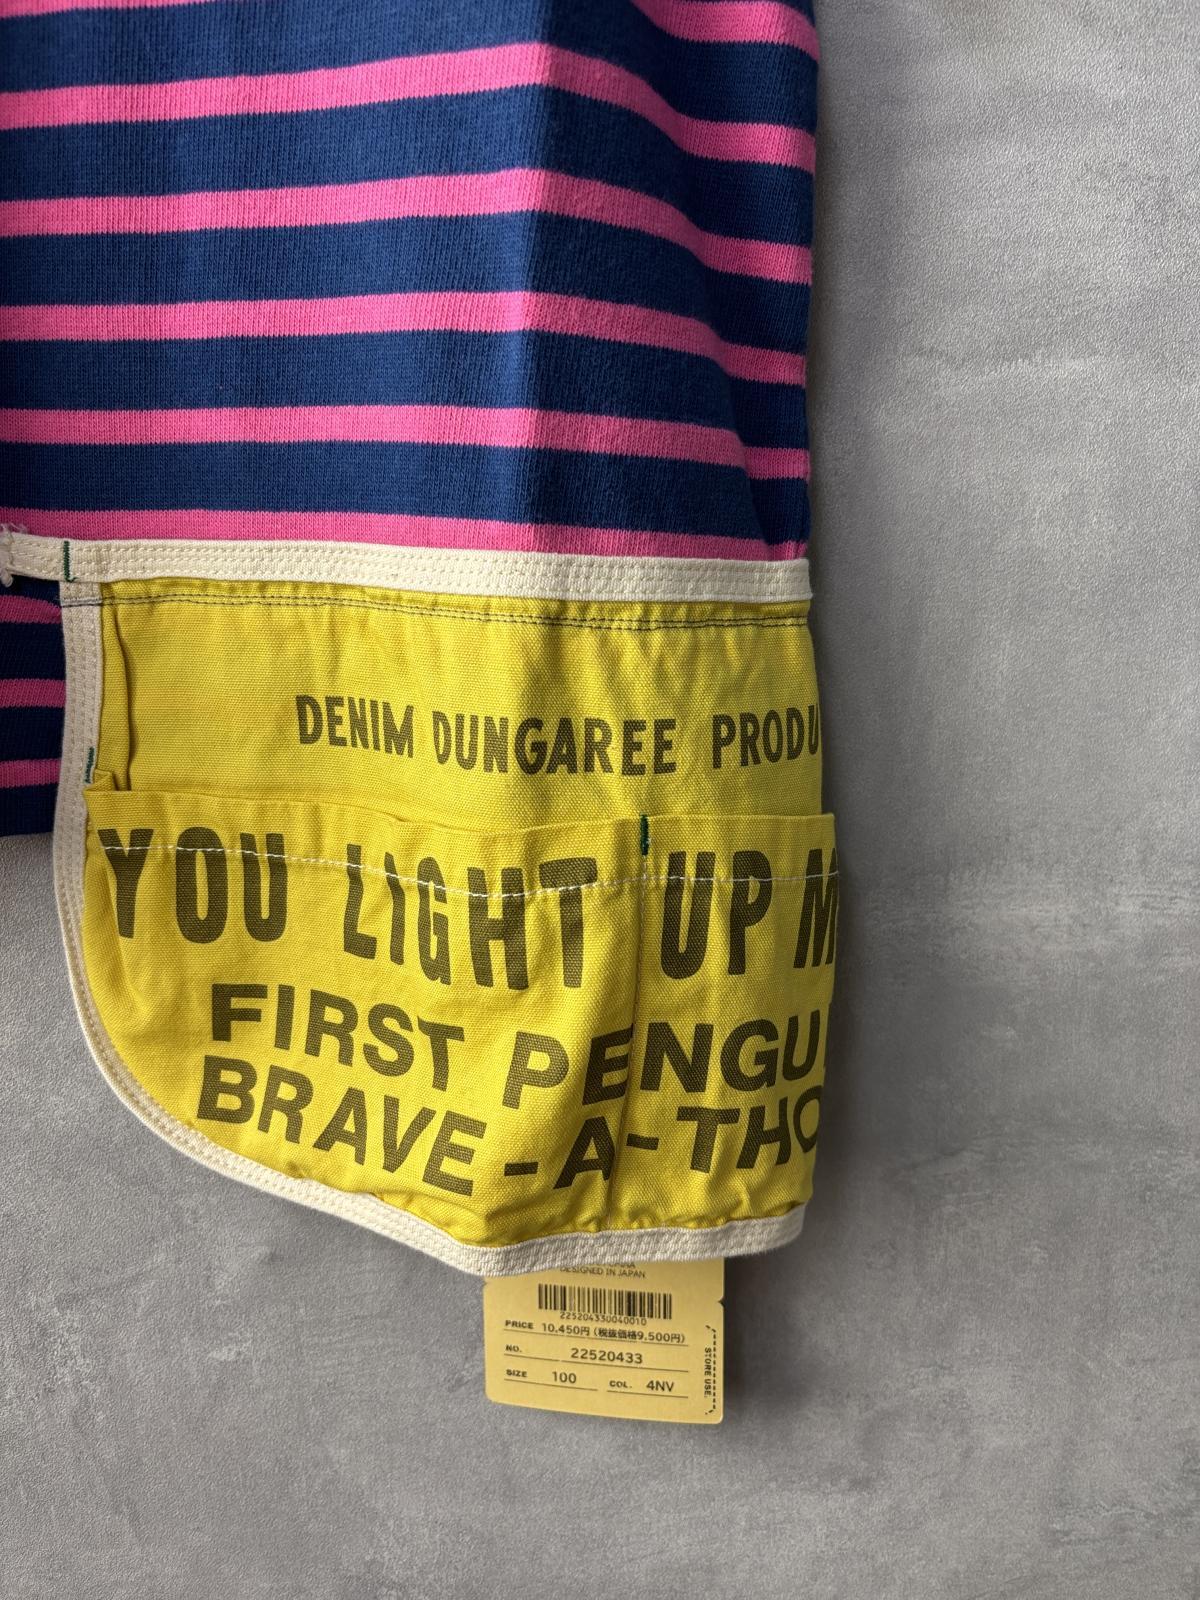 DENIM DUNGAREE PRODU
YOU LIGHT UP M
FIRST PENGU
BRAVE-A-THO
DESIGNED IN JAPAN
225204330040010
PRICE 10,450円 (税抜価格9,500円)
NO. 22520433
SIZE 100 COL. 4NV
STORE USE.